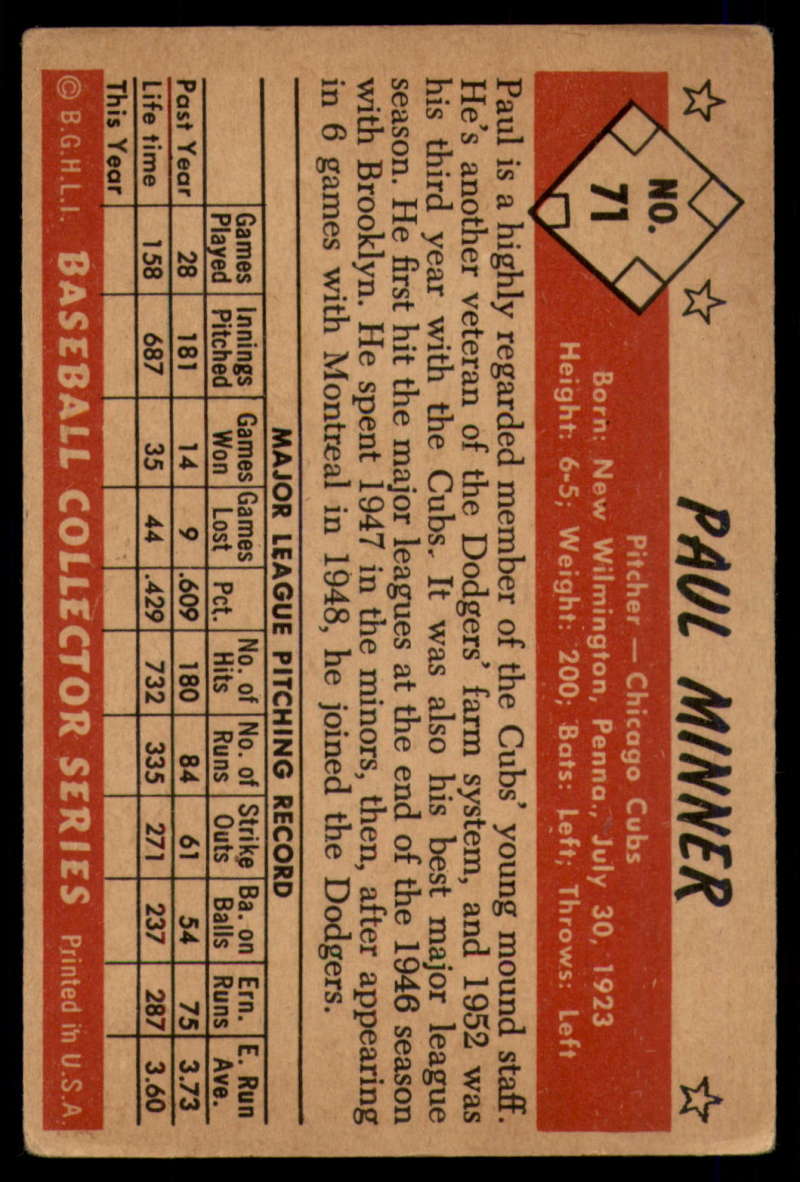 PAUL MINNER
NO.
71
Pitcher — Chicago Cubs
Born: New Wilmington, Penna., July 30, 1923
Height: 6-5; Weight: 200; Bats: Left; Throws: Left
Paul is a highly regarded member of the Cubs' young mound staff.
He's another veteran of the Dodgers' farm system, and 1952 was
his third year with the Cubs. It was also his best major league
season. He first hit the major leagues at the end of the 1946 season
with Brooklyn. He spent 1947 in the minors, then, after appearing
in 6 games with Montreal in 1948, he joined the Dodgers.
MAJOR LEAGUE PITCHING RECORD
Games Innings Games Games Pct. No. of No. of Strike Ba. on Ern. E. Run
Played Pitched Won Lost Hits Runs Outs Balls Runs Ave.
Past Year 28 181 14 9 .609 180 84 61 54 75 3.73
Life time 158 687 35 44 .429 732 335 271 237 287 3.60
This Year
© B.G.H.L.I. BASEBALL COLLECTOR SERIES Printed in U.S.A.